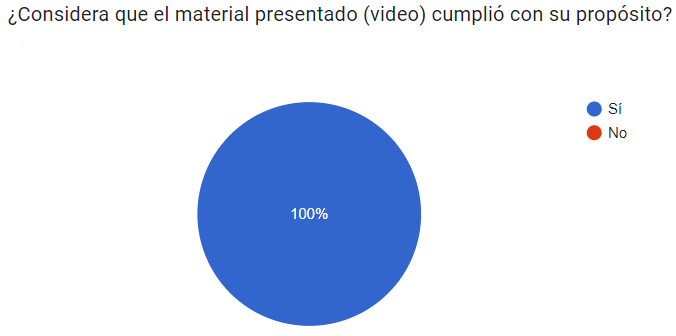 ¿Considera que el material presentado (video) cumplió con su propósito?
Sí
No
100%